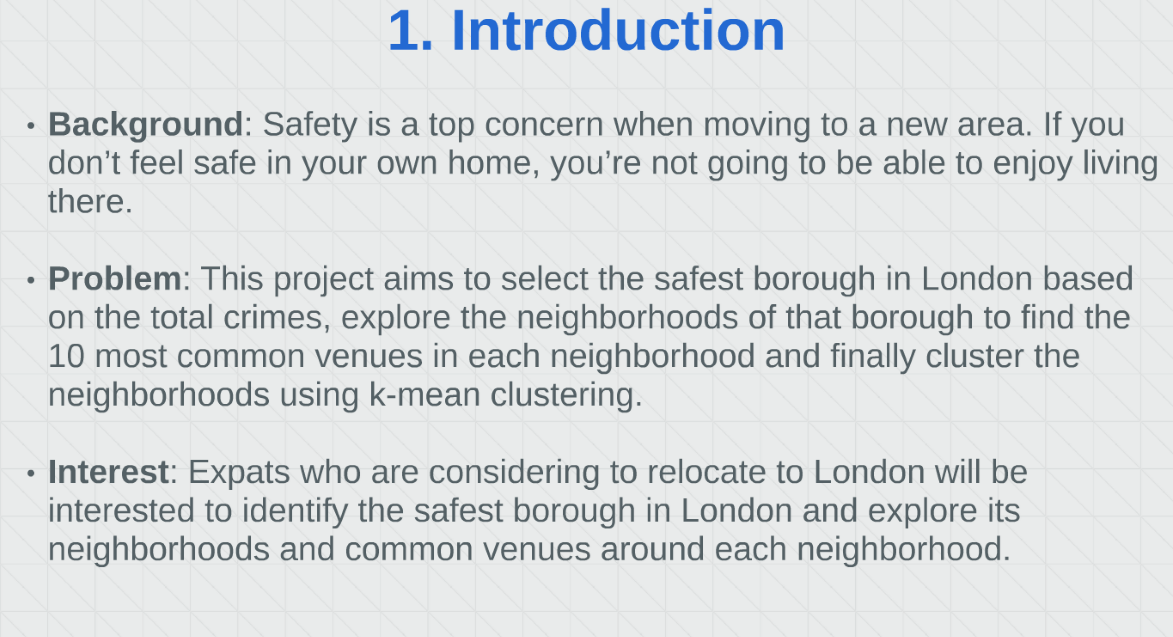 1. Introduction
• Background: Safety is a top concern when moving to a new area. If you
don’t feel safe in your own home, you’re not going to be able to enjoy living
there.
• Problem: This project aims to select the safest borough in London based
on the total crimes, explore the neighborhoods of that borough to find the
10 most common venues in each neighborhood and finally cluster the
neighborhoods using k-mean clustering.
• Interest: Expats who are considering to relocate to London will be
interested to identify the safest borough in London and explore its
neighborhoods and common venues around each neighborhood.